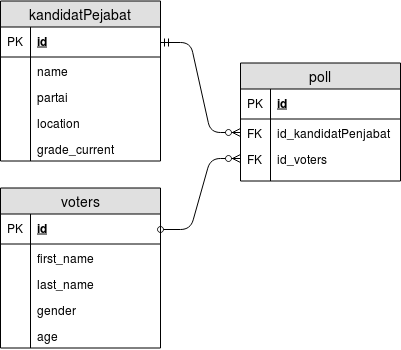 kandidatPejabat
PK id
name
partai
location
grade_current
poll
PK id
FK id_kandidatPenjabat
FK id_voters
voters
PK id
first_name
last_name
gender
age